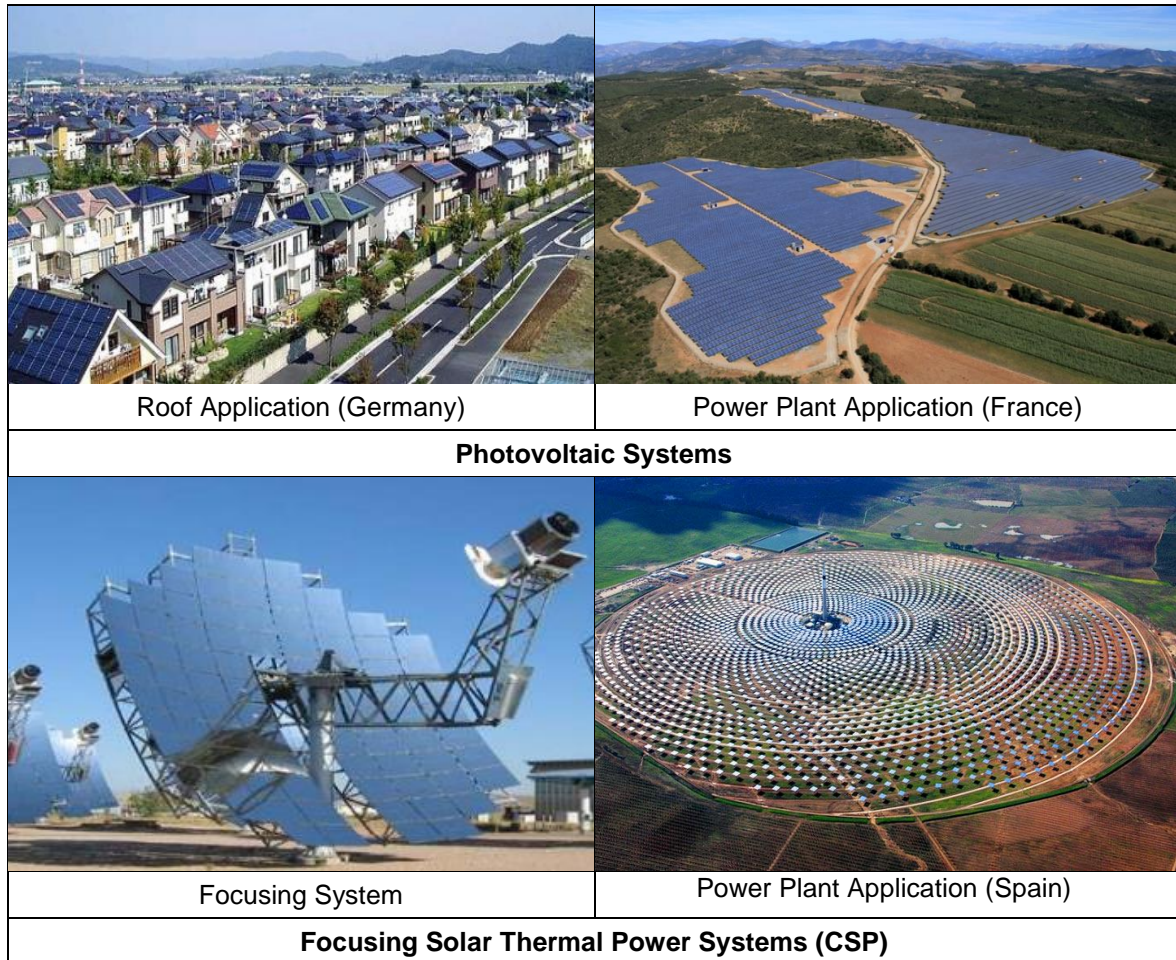 Roof Application (Germany)
Power Plant Application (France)
Photovoltaic Systems
Focusing System
Power Plant Application (Spain)
Focusing Solar Thermal Power Systems (CSP)